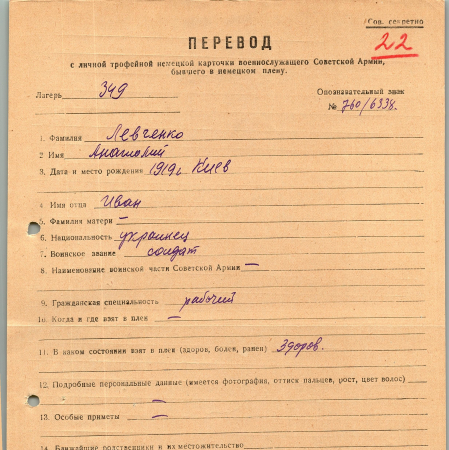 Сов. секретно
22
ПЕРЕВОД
с личной трофейной немецкой карточки военнослужащего Советской Армии,
бывшего в немецком плену.
Лагерь 349
Опознавательный знак
№ 760/6338.
1. Фамилия Левченко
2 Имя Анатолий
3. Дата и место рождения 1919г Киев
4. Имя отца Иван
5. Фамилия матери –
6. Национальность украинец
7. Воинское звание солдат
8. Наименование воинской части Советской Армии –
9. Гражданская специальность рабочий
10. Когда и где взят в плен –
11. В каком состоянии взят в плен (здоров, болен, ранен) Здоров.
12. Подробные персональные данные (имеется фотография, оттиск пальцев, рост, цвет волос)
–
13. Особые приметы –
14. Ближайшие родственники и их местожительство